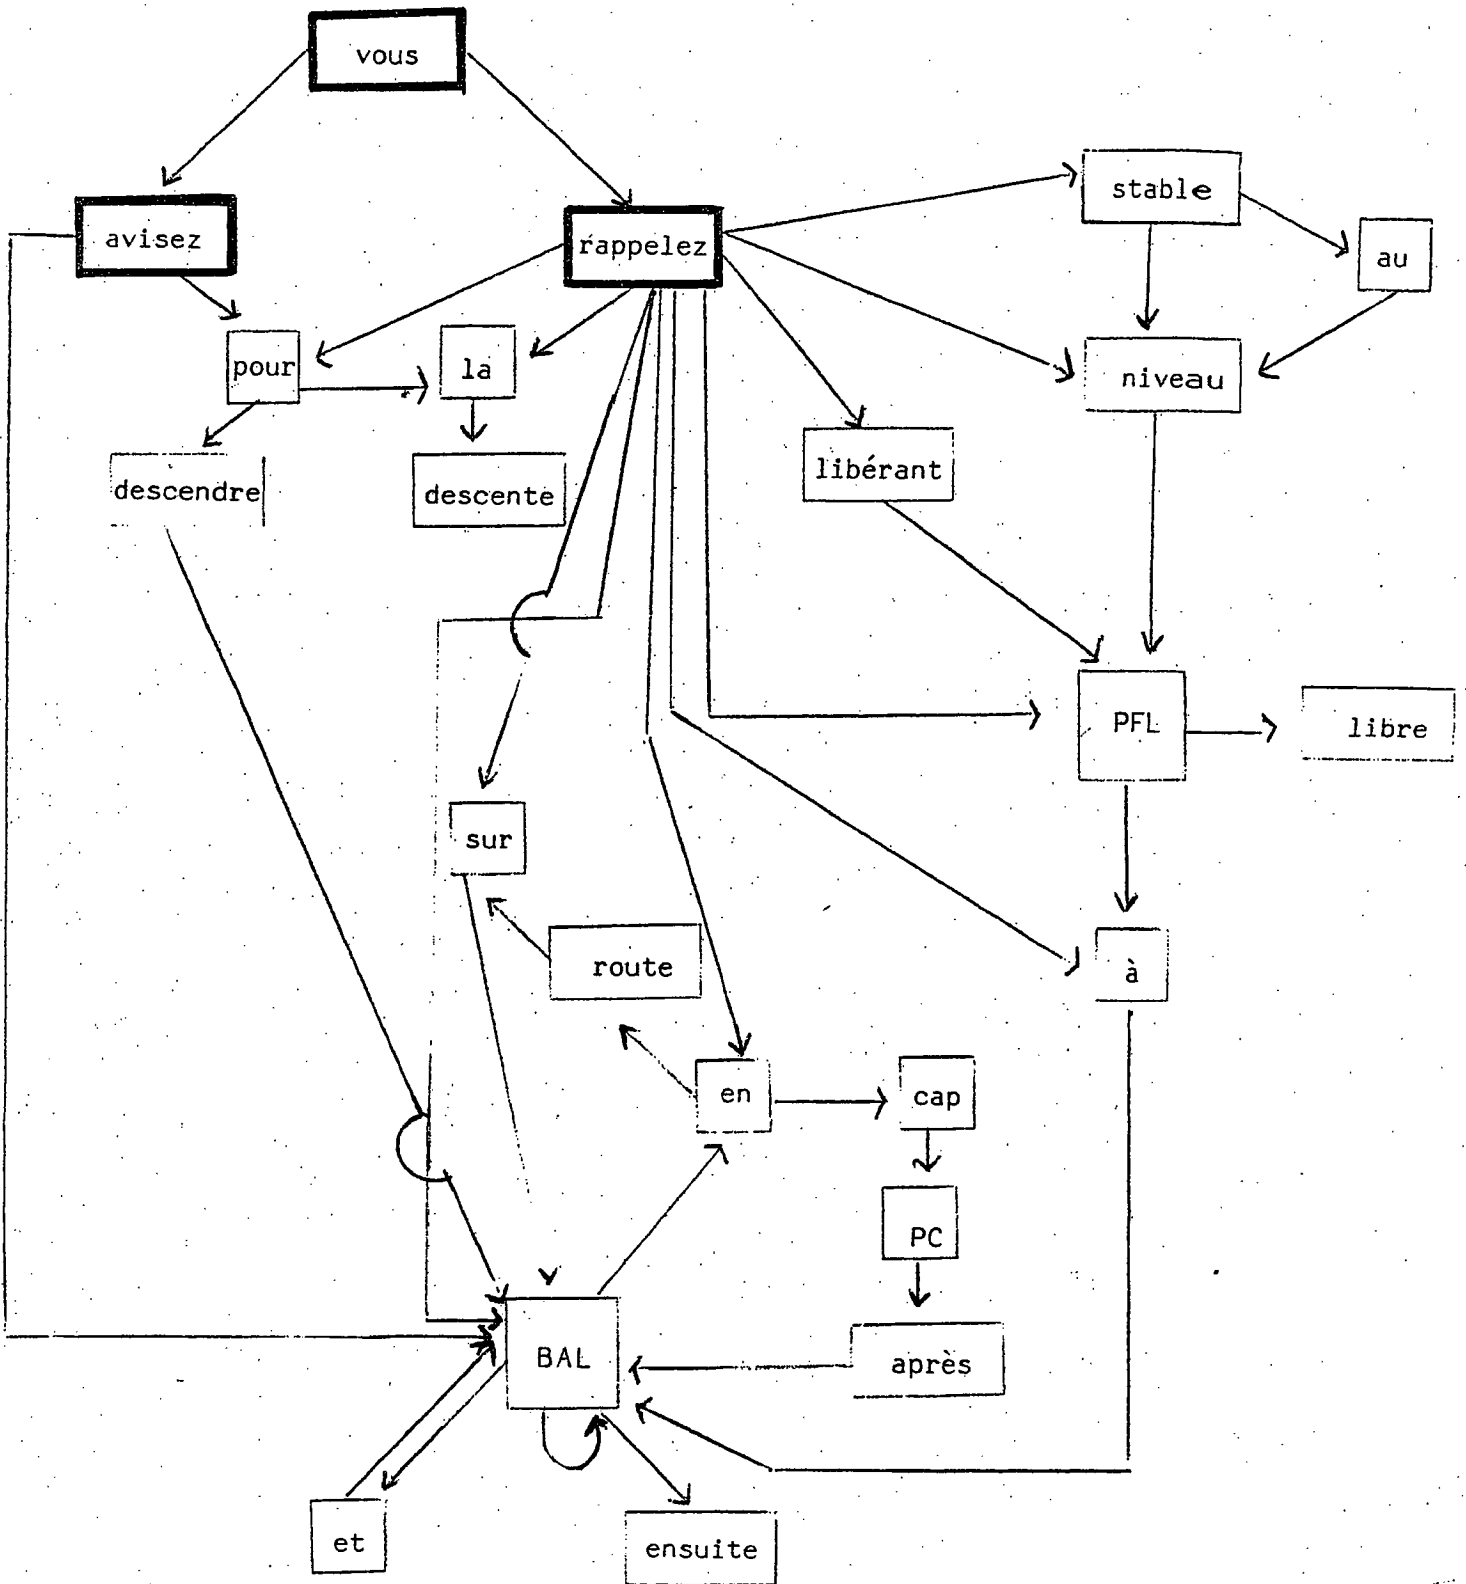 vous
stable
avisez
rappelez
au
pour
la
niveau
descendre
descente
libérant
PFL
libre
sur
route
à
en
cap
PC
BAL
après
et
ensuite